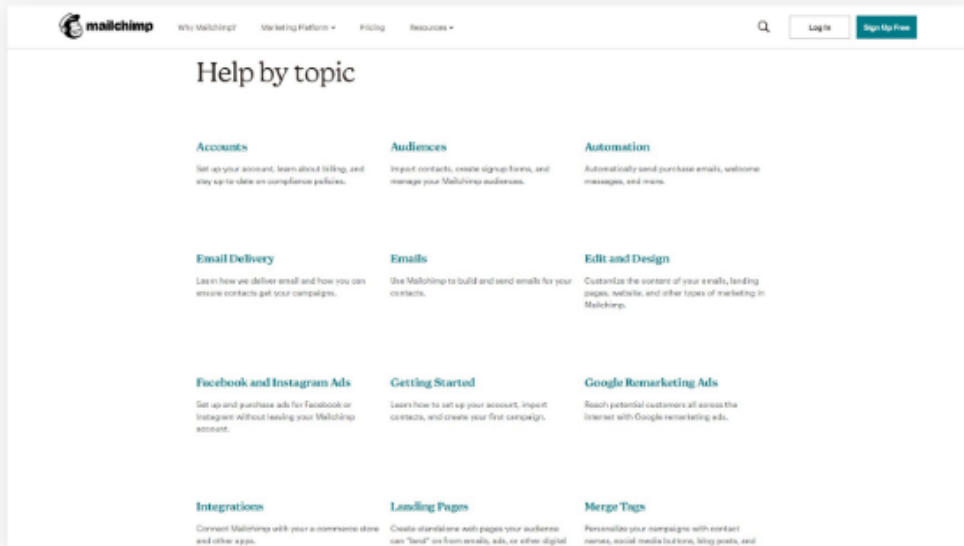 mailchimp
Why Mailchimp?
Marketing Platform
Pricing
Resources
Log In
Sign Up Free
Help by topic
Accounts
Set up your account, learn about billing, and
stay up-to-date on compliance policies.
Audiences
Import contacts, create signup forms, and
manage your Mailchimp audiences.
Automation
Automatically send purchase emails, welcome
messages, and more.
Email Delivery
Learn how we deliver email and how you can
ensure contacts get your campaigns.
Emails
Use Mailchimp to build and send emails for your
contacts.
Edit and Design
Customize the content of your emails, landing
pages, website, and other types of marketing in
Mailchimp.
Facebook and Instagram Ads
Set up and purchase ads for Facebook or
Instagram without leaving your Mailchimp
account.
Getting Started
Learn how to set up your account, import
contacts, and create your first campaign.
Google Remarketing Ads
Reach potential customers all across the
internet with Google remarketing ads.
Integrations
Connect Mailchimp with your e-commerce store
and other apps.
Landing Pages
Create standalone web pages your audience
can "land" on from emails, ads, or other digital
Merge Tags
Personalize your campaigns with contact
names, social media buttons, blog posts, and